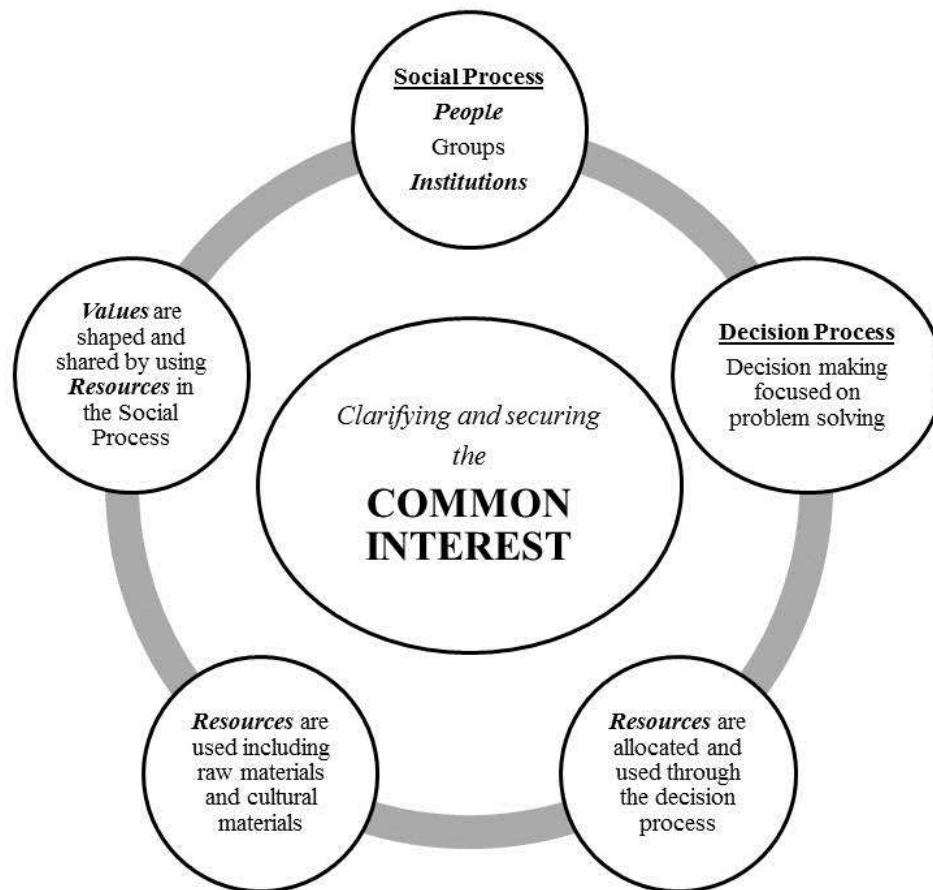 Social Process
People
Groups
Institutions
Decision Process
Decision making
focused on
problem solving
Resources are
allocated and
used through
the decision
process
Resources are
used including
raw materials
and cultural
materials
Values are
shaped and
shared by using
Resources in
the Social
Process
Clarifying and securing
the
COMMON
INTEREST